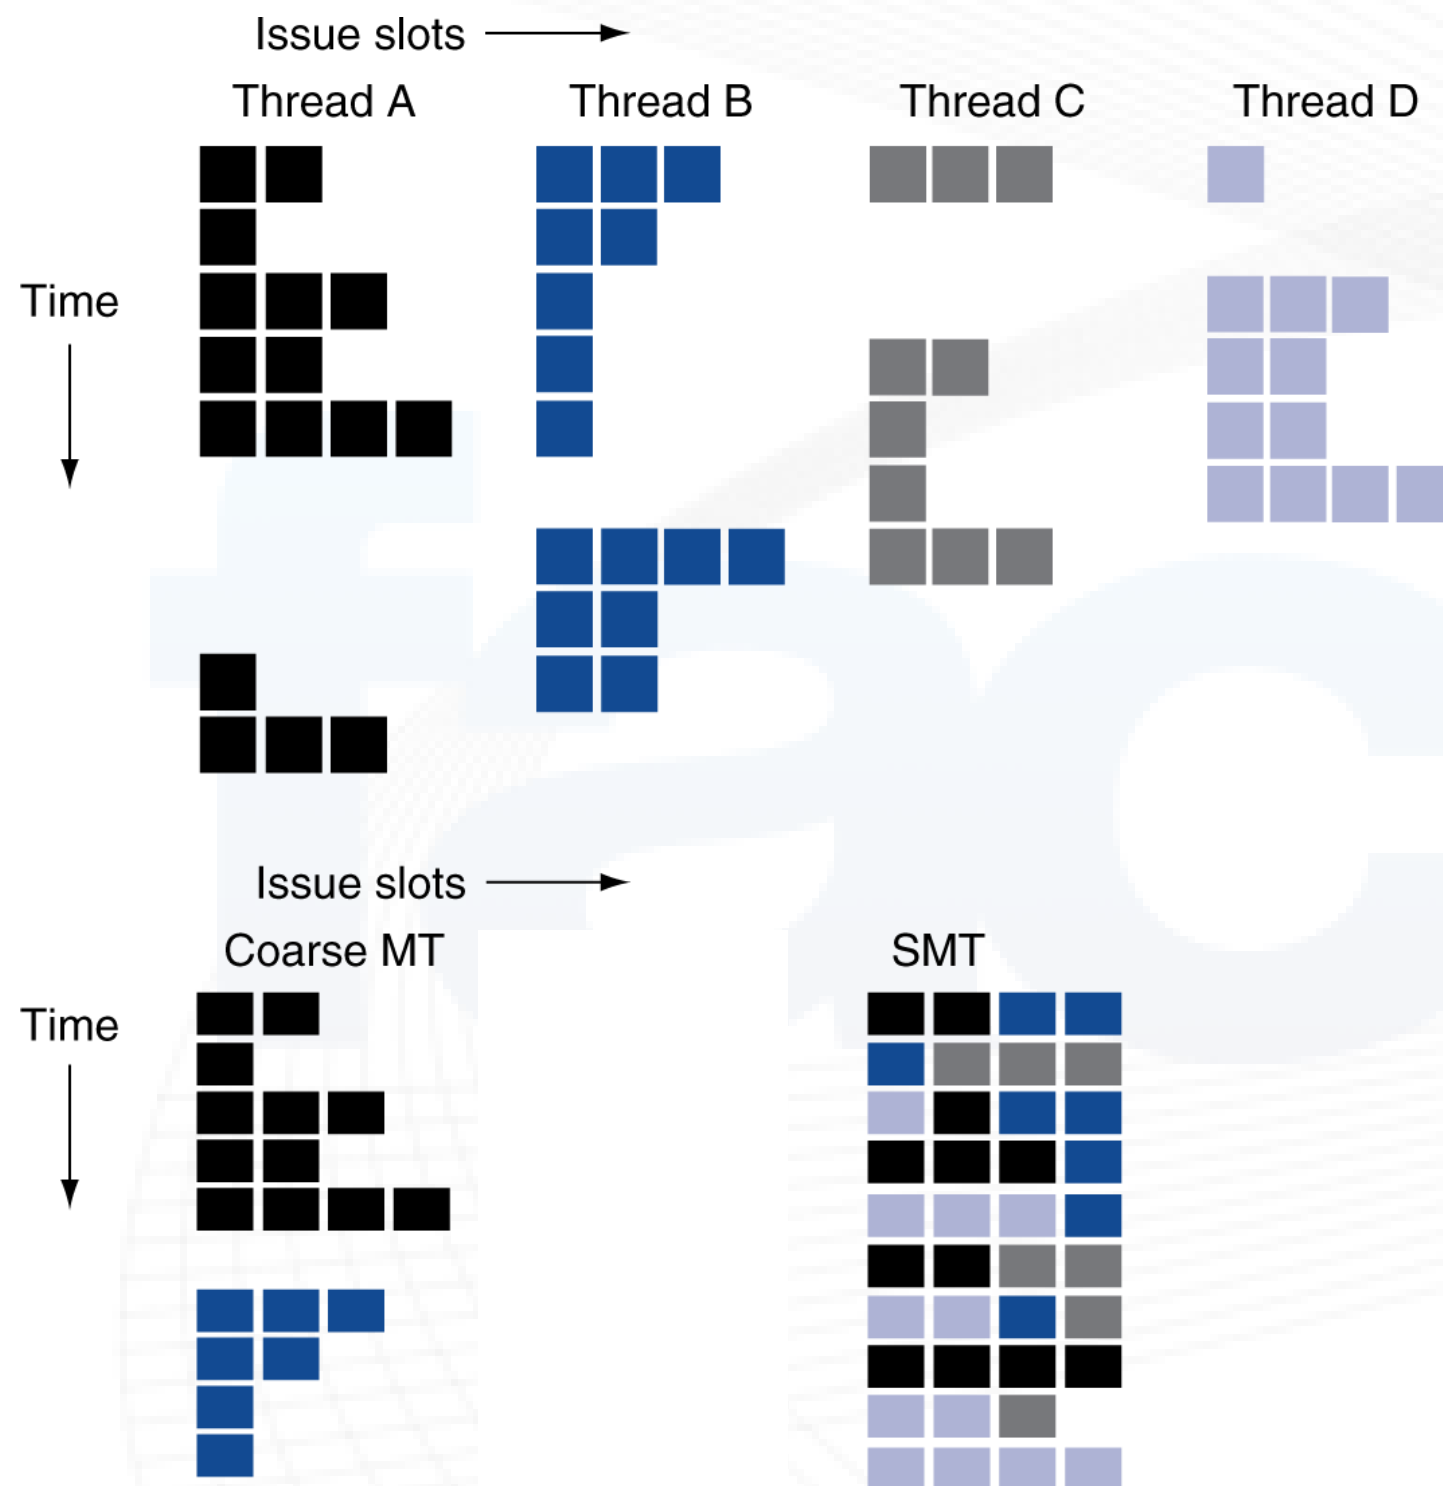 Issue slots
Thread A Thread B Thread C Thread D
Time
Issue slots
Coarse MT SMT
Time